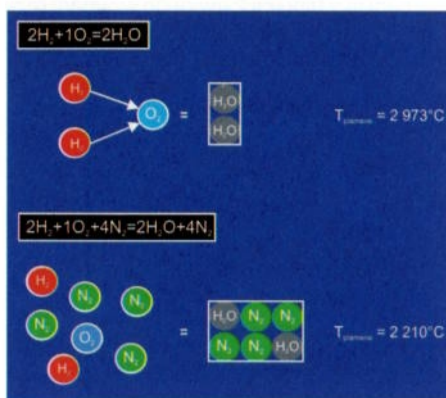 2H₂+1O₂=2H₂O
H₂
O₂ = H₂O T = 2 973°C
H₂ H₂O
2H₂+1O₂+4N₂=2H₂O+4N₂
H₂ N₂ N₂
N₂ O₂ = H₂O N₂ N₂ T = 2 210°C
H₂ N₂ N₂ N₂ H₂O